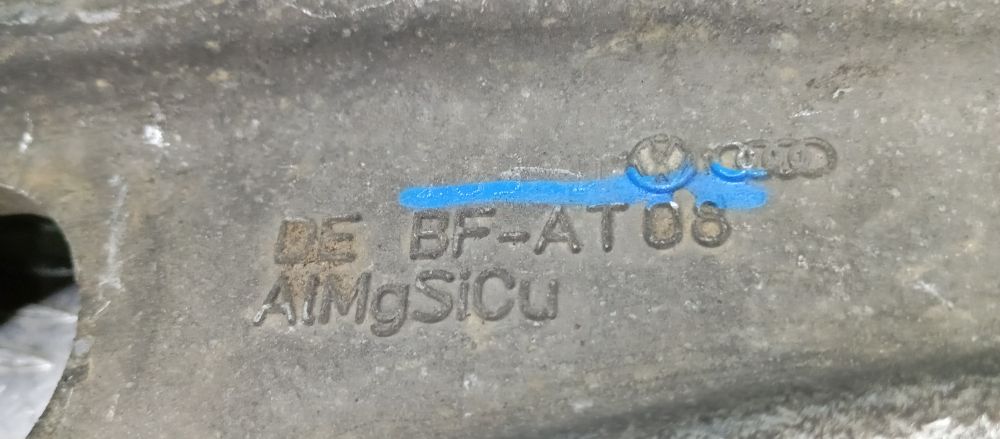 DE BF-AT08
AlMgSiCu